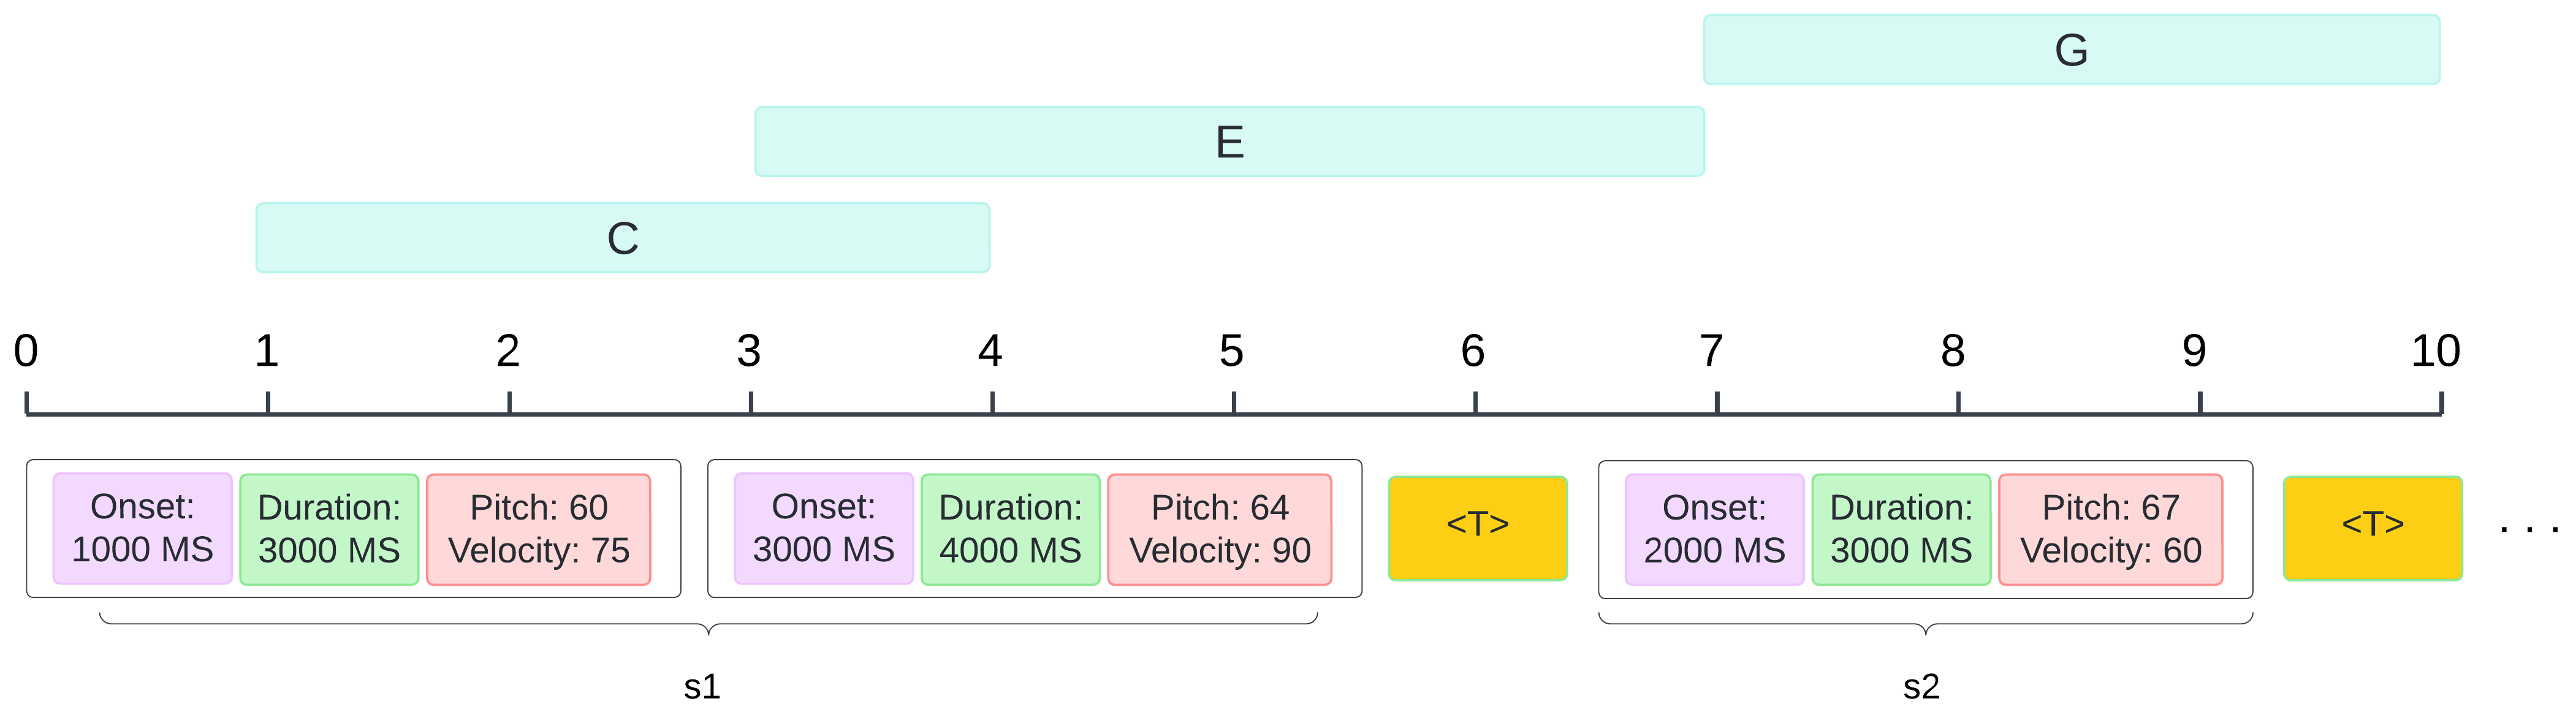 G
E
C
0 1 2 3 4 5 6 7 8 9 10
Onset:
1000 MS
Duration:
3000 MS
Pitch: 60
Velocity: 75
Onset:
3000 MS
Duration:
4000 MS
Pitch: 64
Velocity: 90
<T>
Onset:
2000 MS
Duration:
3000 MS
Pitch: 67
Velocity: 60
<T>
. . .
s1
s2